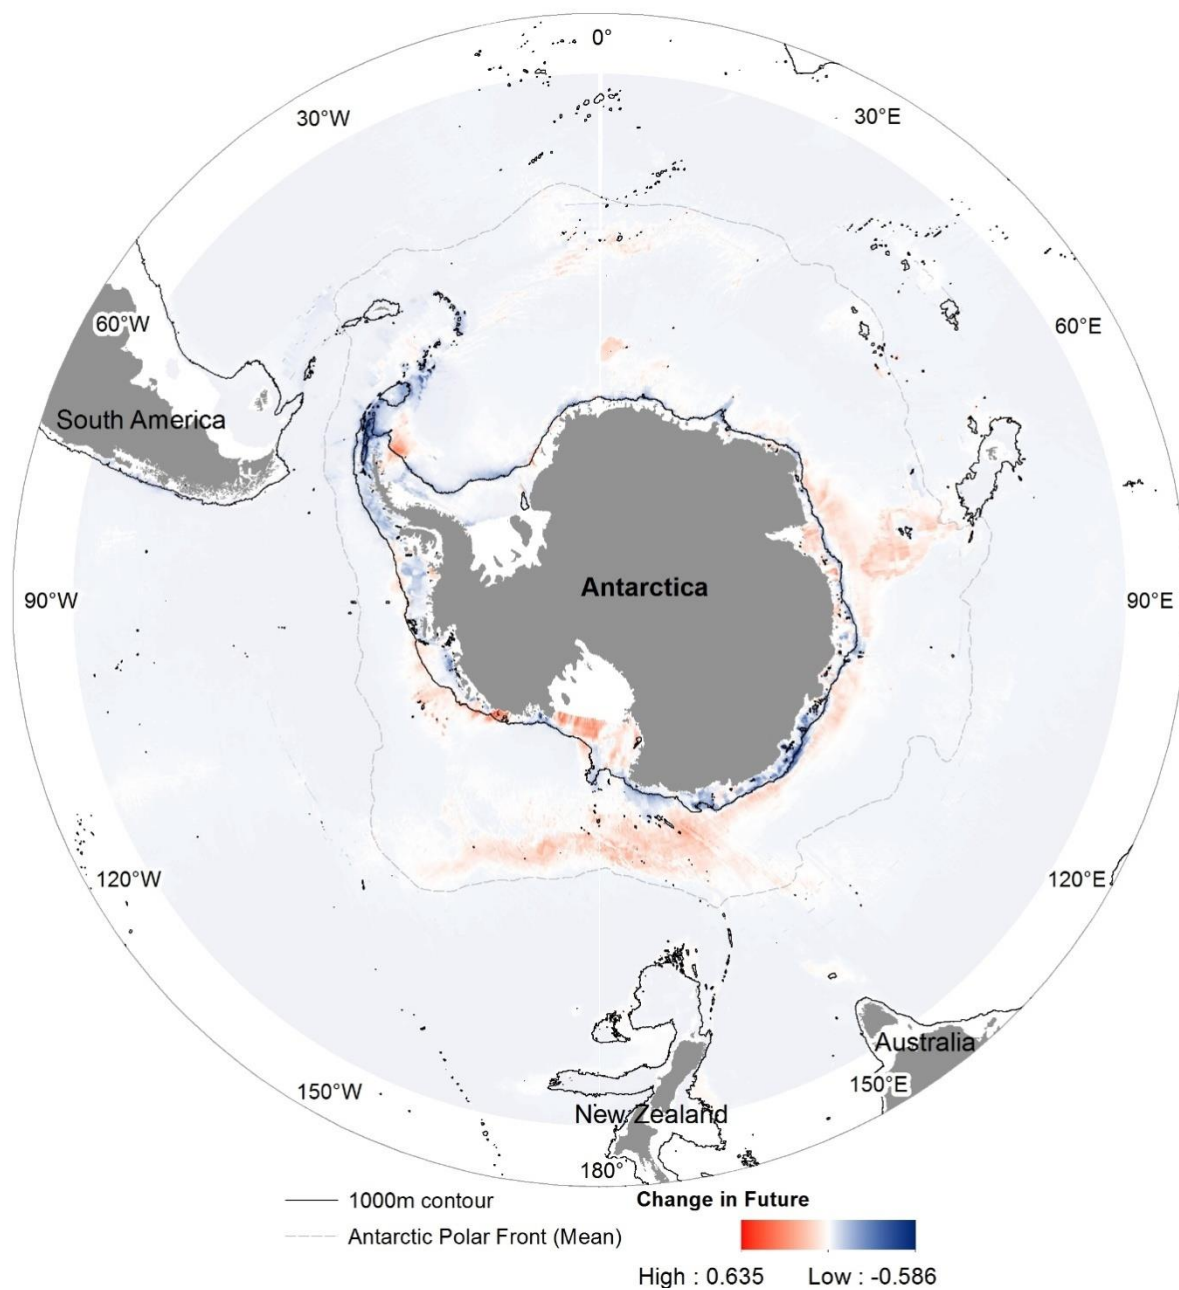 0°
30°W
30°E
60°W
60°E
South America
Antarctica
90°W
90°E
120°W
120°E
Australia
150°W
150°E
New Zealand
180°
1000m contour
Change in Future
Antarctic Polar Front (Mean)
High : 0.635
Low : -0.586